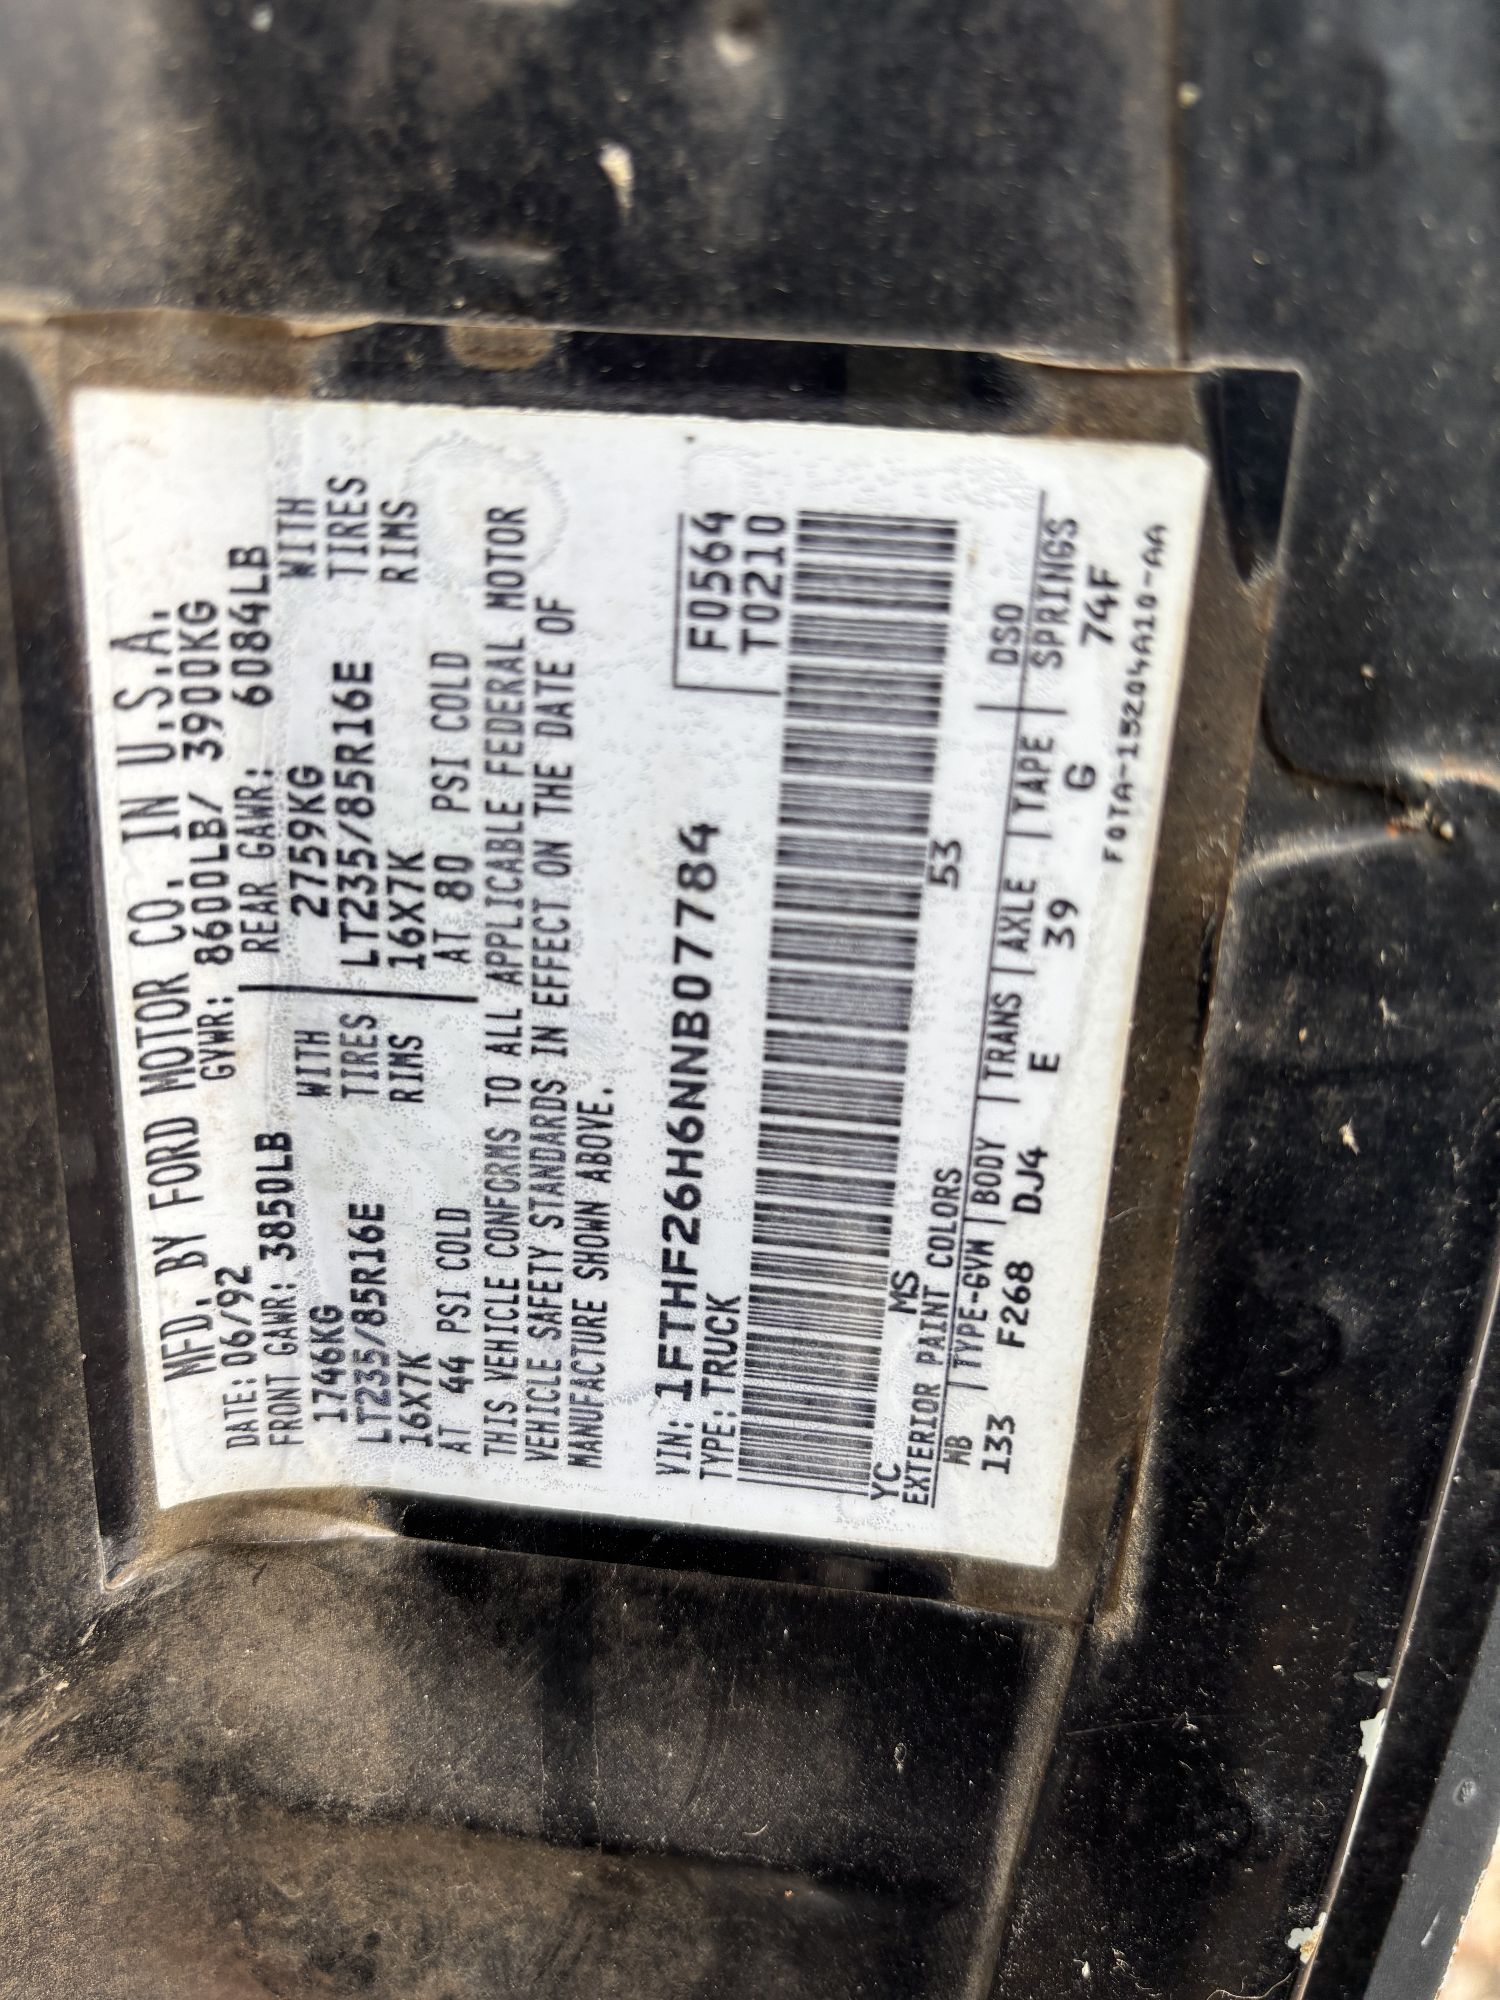 MFD. BY FORD MOTOR CO. IN U.S.A.
DATE: 06/92 GVWR: 8600LB/ 3900KG
FRONT GAWR: 3850LB REAR GAWR: 6084LB
1746KG WITH 2759KG WITH
LT235/85R16E TIRES LT235/85R16E TIRES
16X7K RIMS 16X7K RIMS
AT 44 PSI COLD AT 80 PSI COLD
THIS VEHICLE CONFORMS TO ALL APPLICABLE FEDERAL MOTOR
VEHICLE SAFETY STANDARDS IN EFFECT ON THE DATE OF
MANUFACTURE SHOWN ABOVE.
F0564
T0210
VIN: 1FTHF26H6NNB07784
TYPE: TRUCK
YC MS 53
EXTERIOR PAINT COLORS DSO
WB | TYPE-GVW | BODY | TRANS | AXLE | TAPE | SPRINGS
133 F268 DJ4 E 39 G 74F
F0TA-15204A10-AA